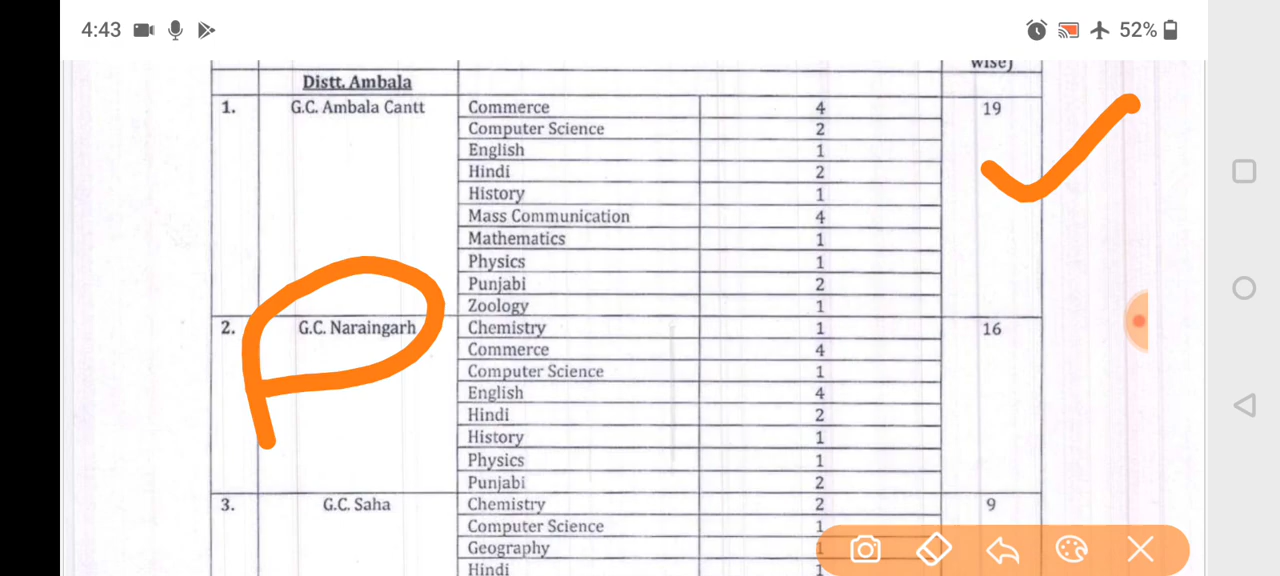 4:43 52%
wise)
Distt. Ambala
1. G.C. Ambala Cantt Commerce 4 19
Computer Science 2
English 1
Hindi 2
History 1
Mass Communication 4
Mathematics 1
Physics 1
Punjabi 2
Zoology 1
2. G.C. Naraingarh Chemistry 1 16
Commerce 4
Computer Science 1
English 4
Hindi 2
History 1
Physics 1
Punjabi 2
3. G.C. Saha Chemistry 2 9
Computer Science 1
Geography 1
Hindi 1